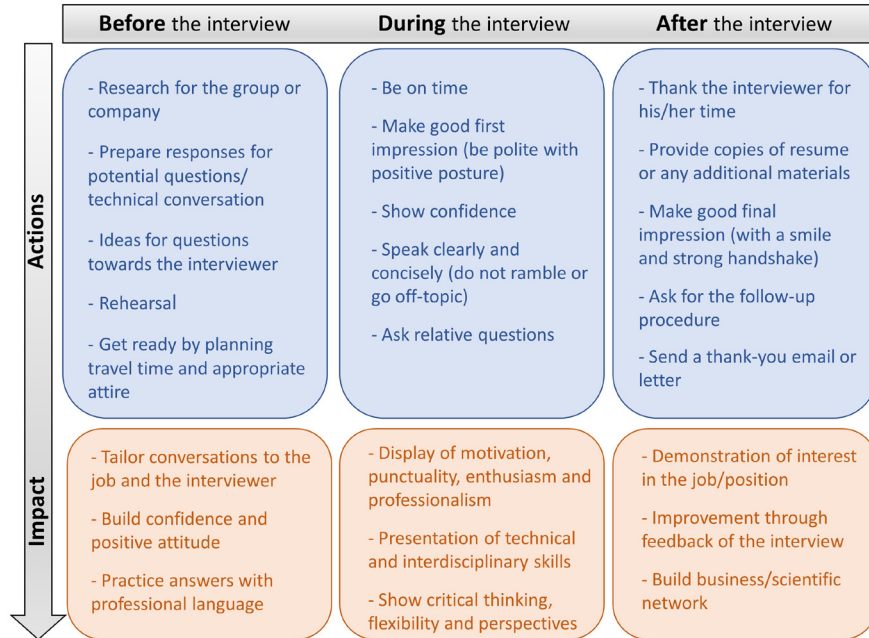 Before the interview
During the interview
After the interview
Actions
- Research for the group or
company
- Prepare responses for
potential questions/
technical conversation
- Ideas for questions
towards the interviewer
- Rehearsal
- Get ready by planning
travel time and appropriate
attire
- Be on time
- Make good first
impression (be polite with
positive posture)
- Show confidence
- Speak clearly and
concisely (do not ramble or
go off-topic)
- Ask relative questions
- Thank the interviewer for
his/her time
- Provide copies of resume
or any additional materials
- Make good final
impression (with a smile
and strong handshake)
- Ask for the follow-up
procedure
- Send a thank-you email or
letter
Impact
- Tailor conversations to the
job and the interviewer
- Build confidence and
positive attitude
- Practice answers with
professional language
- Display of motivation,
punctuality, enthusiasm and
professionalism
- Presentation of technical
and interdisciplinary skills
- Show critical thinking,
flexibility and perspectives
- Demonstration of interest
in the job/position
- Improvement through
feedback of the interview
- Build business/scientific
network